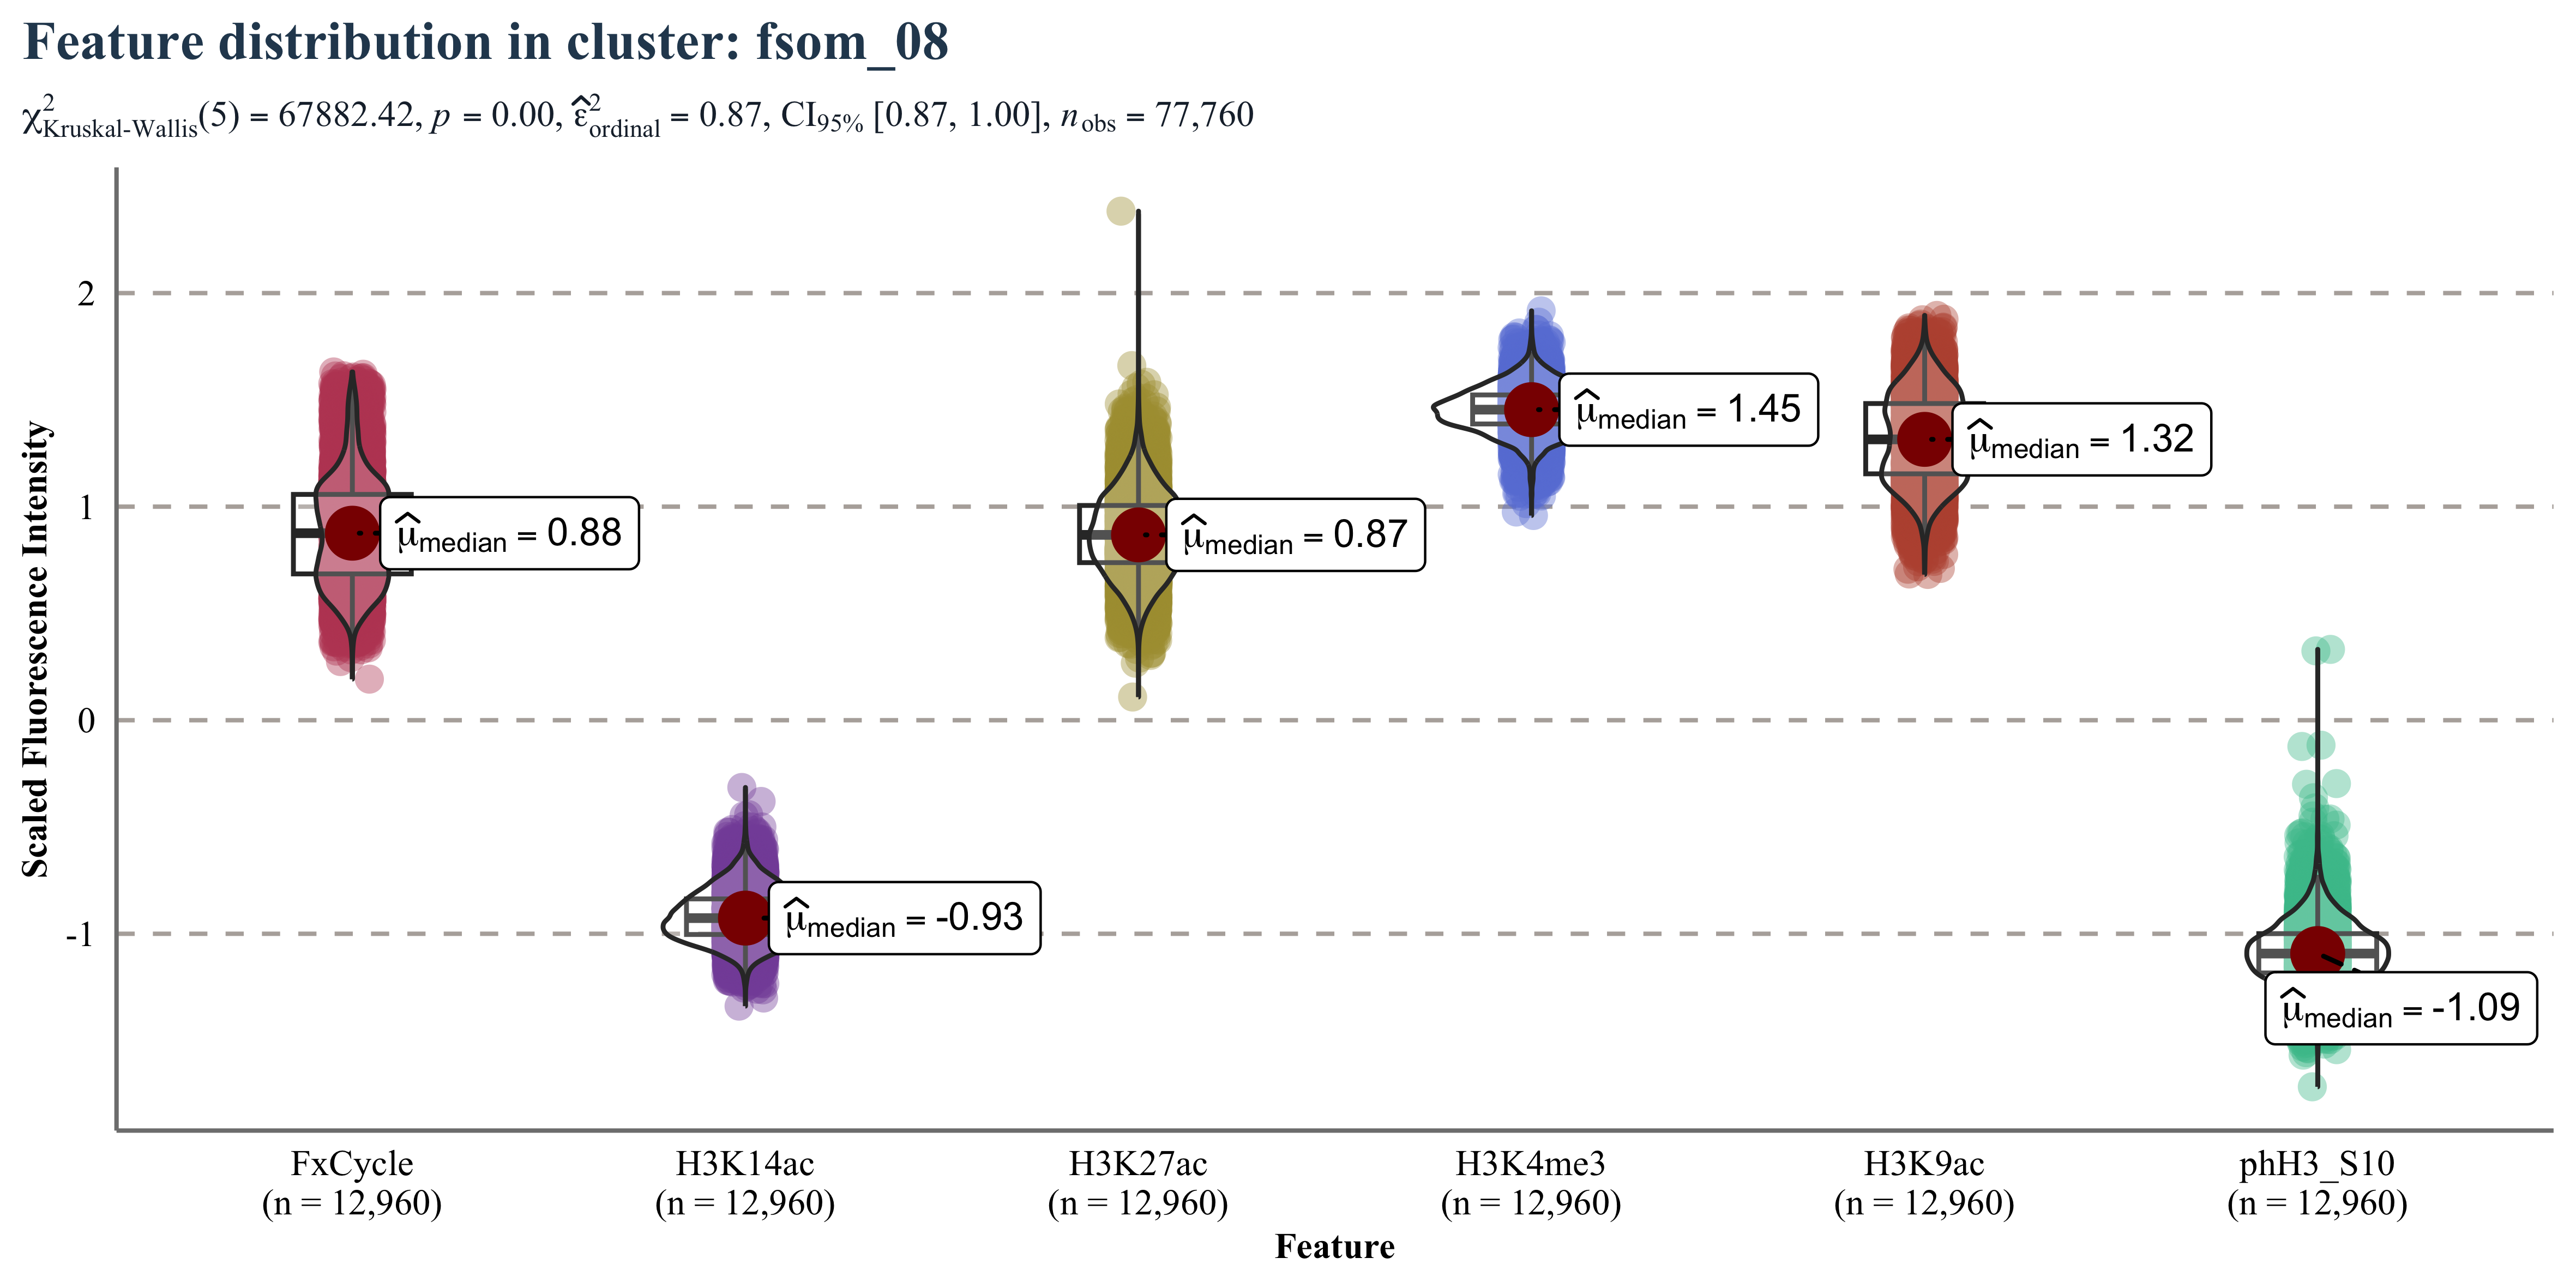 Feature distribution in cluster: fsom_08
χ²Kruskal-Wallis(5) = 67882.42, p = 0.00, ε̂²ordinal = 0.87, CI95% [0.87, 1.00], nobs = 77,760
Scaled Fluorescence Intensity
2
1
0
-1
μ̂median = 0.88
μ̂median = -0.93
μ̂median = 0.87
μ̂median = 1.45
μ̂median = 1.32
μ̂median = -1.09
FxCycle
(n = 12,960)
H3K14ac
(n = 12,960)
H3K27ac
(n = 12,960)
H3K4me3
(n = 12,960)
H3K9ac
(n = 12,960)
phH3_S10
(n = 12,960)
Feature